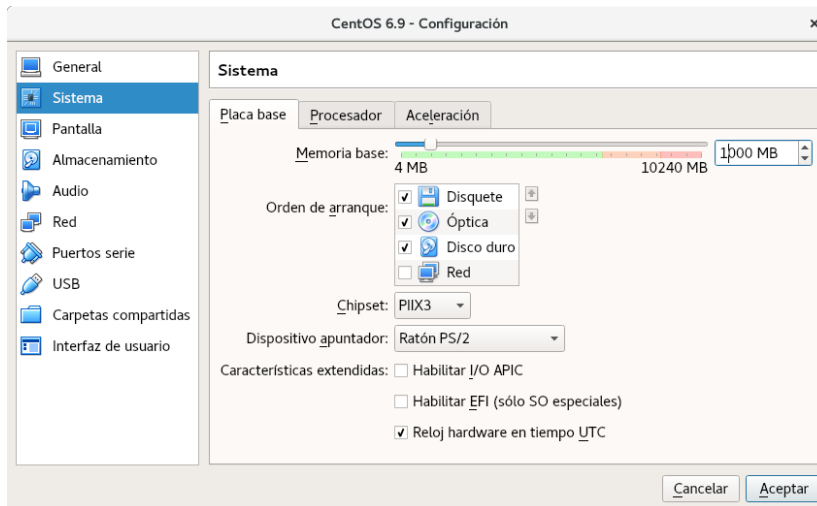 CentOS 6.9 - Configuración
General
Sistema
Pantalla
Almacenamiento
Audio
Red
Puertos serie
USB
Carpetas compartidas
Interfaz de usuario
Sistema
Placa base Procesador Aceleración
Memoria base: 1000 MB
4 MB 10240 MB
Orden de arranque: Disquete
Óptica
Disco duro
Red
Chipset: PIIX3
Dispositivo apuntador: Ratón PS/2
Características extendidas: Habilitar I/O APIC
Habilitar EFI (sólo SO especiales)
Reloj hardware en tiempo UTC
Cancelar Aceptar